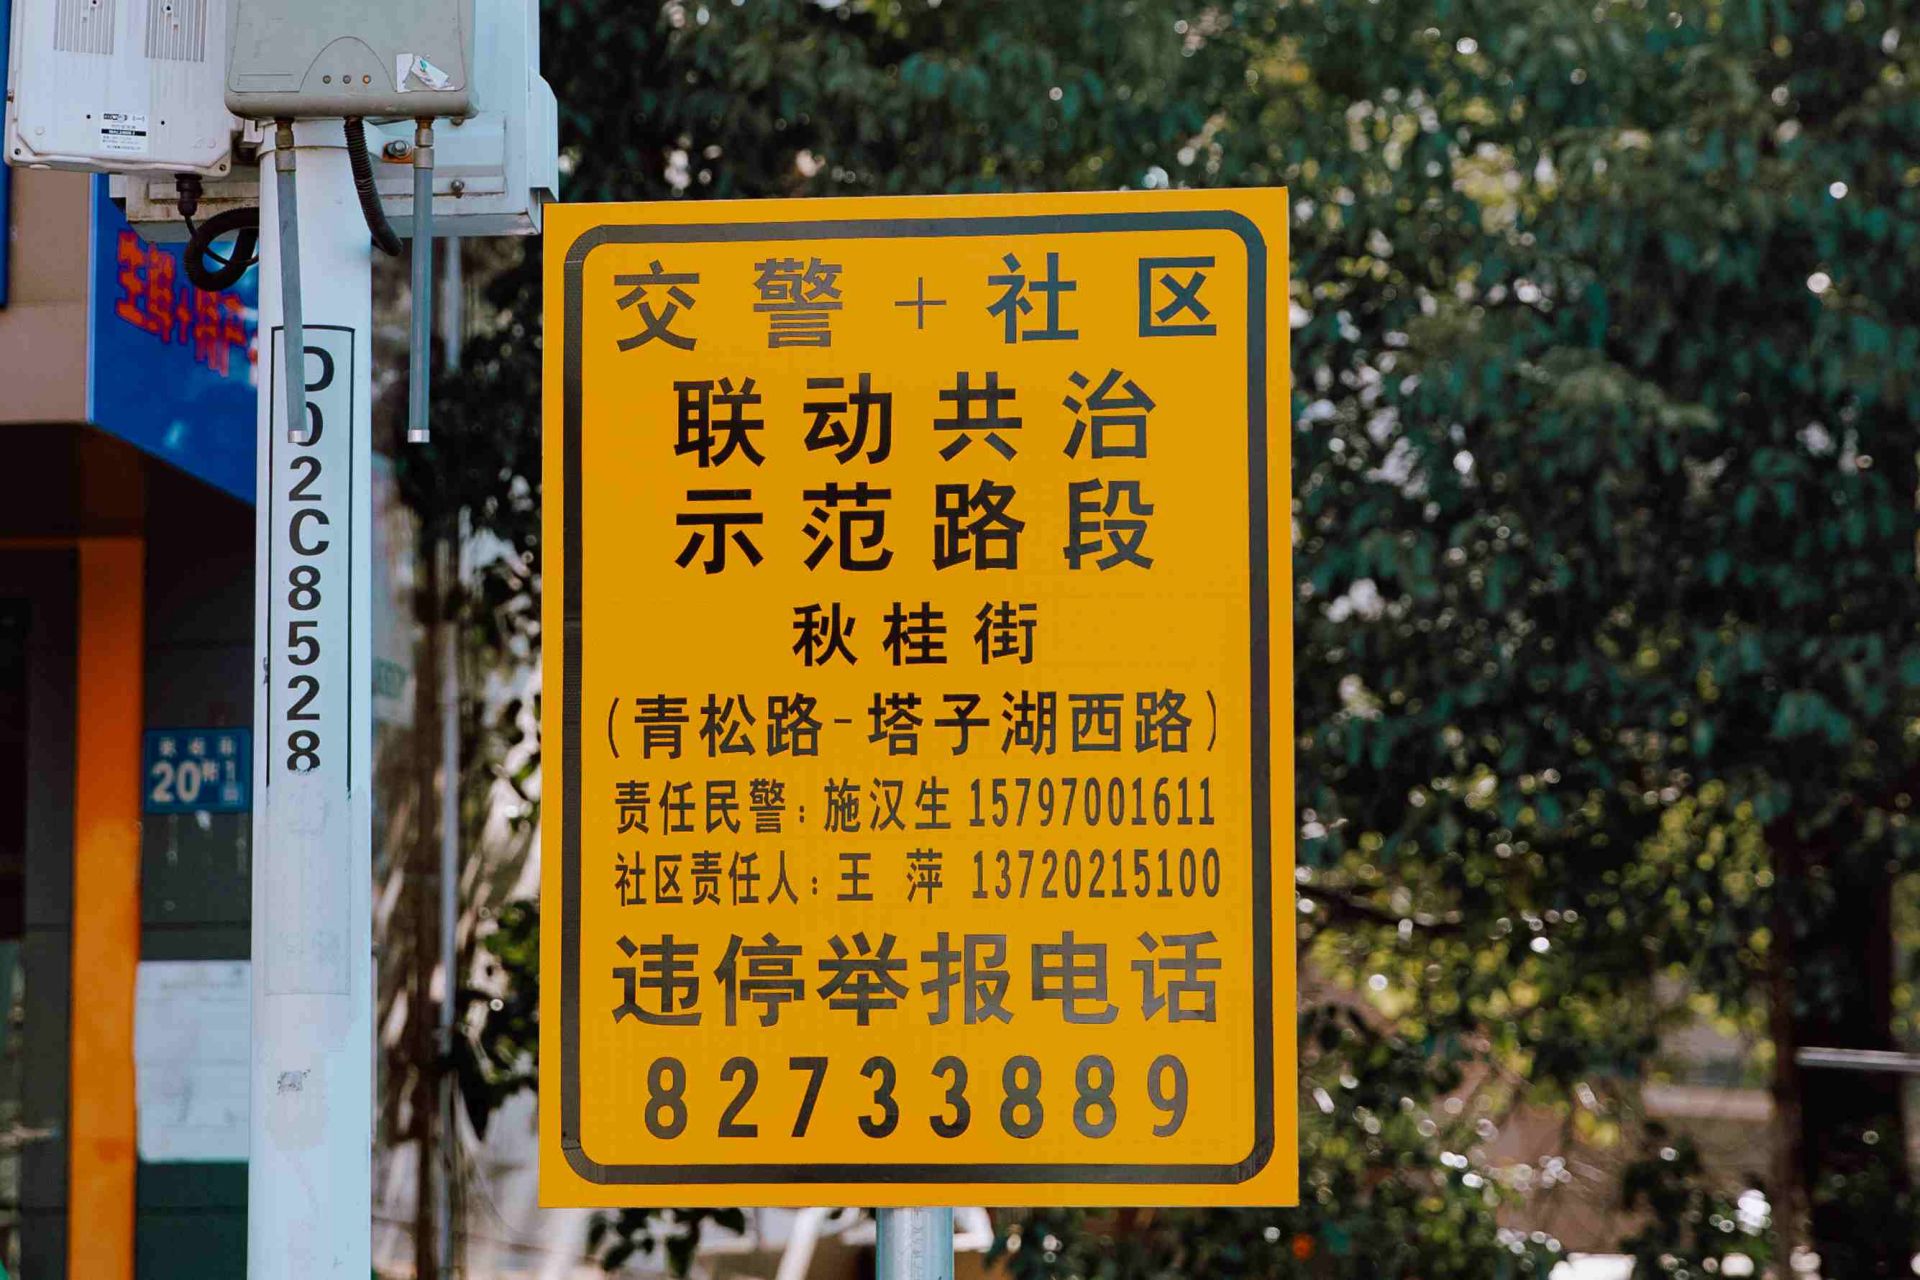 D02C8528
20
交警+社区
联动共治
示范路段
秋桂街
(青松路-塔子湖西路)
责任民警:施汉生 15797001611
社区责任人:王 萍 13720215100
违停举报电话
82733889